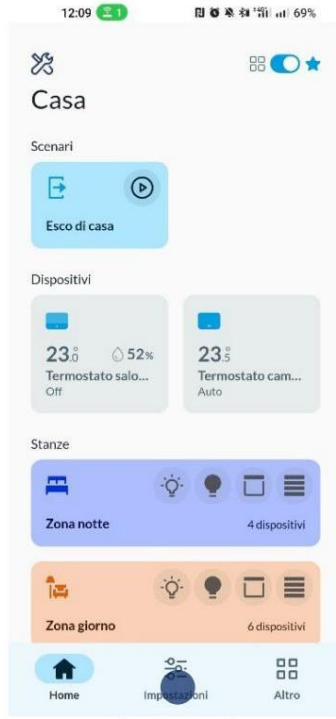 12:09 1 69%
Casa
Scenari
Esco di casa
Dispositivi
23.0° 52%
Termostato salo...
Off
23.5°
Termostato cam...
Auto
Stanze
Zona notte 4 dispositivi
Zona giorno 6 dispositivi
Home Impostazioni Altro